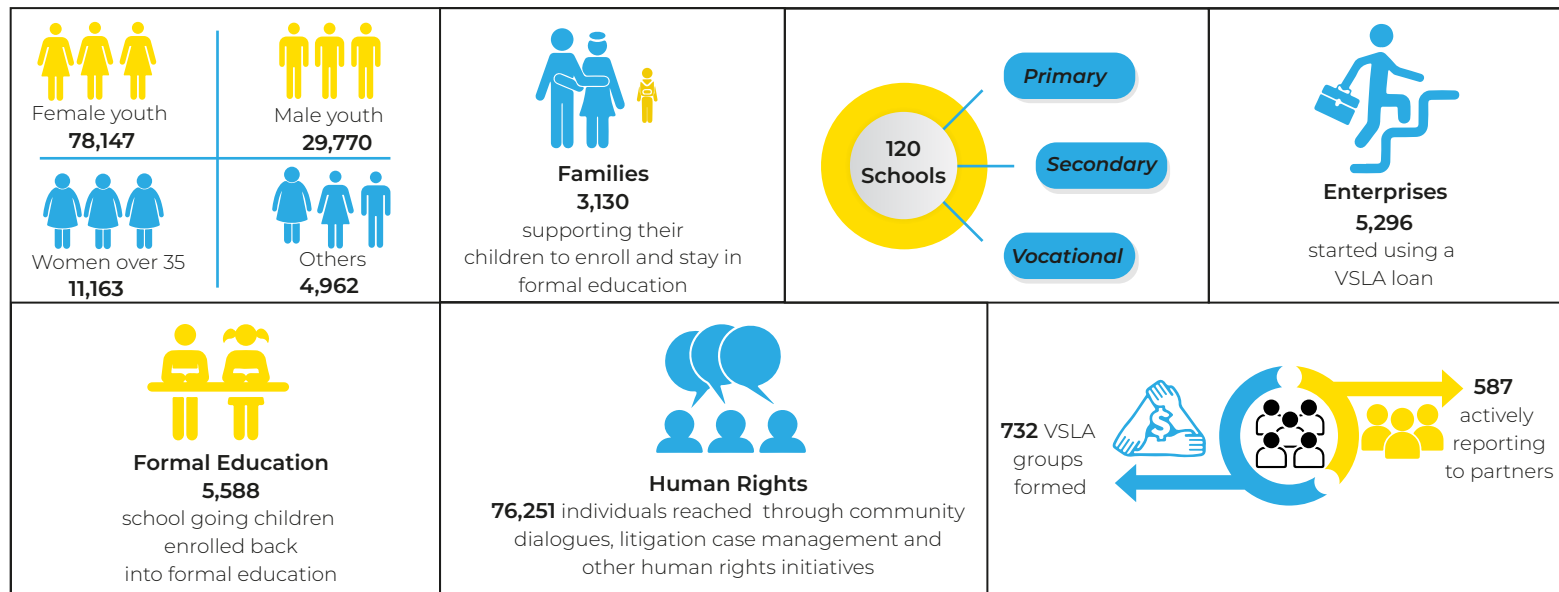 Female youth
78,147
Male youth
29,770
Women over 35
11,163
Others
4,962
Families
3,130
supporting their
children to enroll and stay in
formal education
120
Schools
Primary
Secondary
Vocational
Enterprises
5,296
started using a
VSLA loan
Formal Education
5,588
school going children
enrolled back
into formal education
Human Rights
76,251 individuals reached through community
dialogues, litigation case management and
other human rights initiatives
732 VSLA
groups
formed
$
587
actively
reporting
to partners